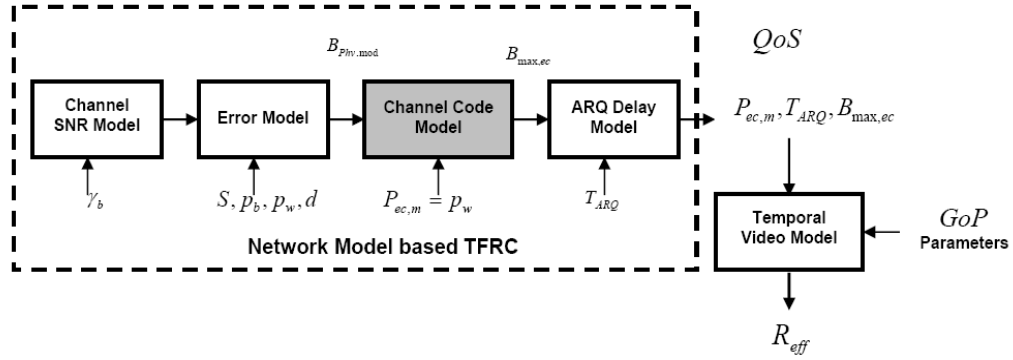 B_{Phy,mod}
B_{max,ec}
QoS
Channel
SNR Model
Error Model
Channel Code
Model
ARQ Delay
Model
P_{ec,m}, T_{ARQ}, B_{max,ec}
γ_b
S, p_b, p_w, d
P_{ec,m} = p_w
T_{ARQ}
Temporal
Video Model
GoP
Parameters
Network Model based TFRC
R_{eff}